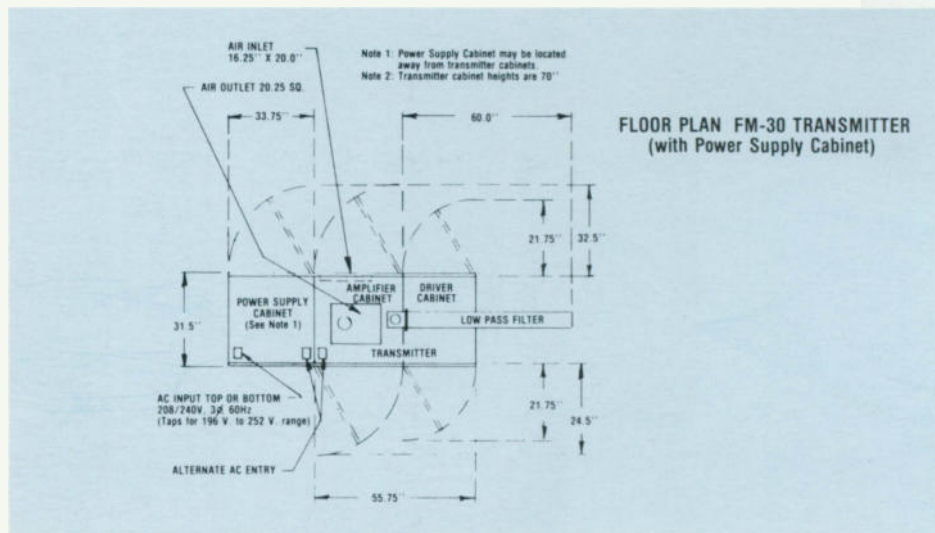 AIR INLET
16.25'' X 20.0''
Note 1: Power Supply Cabinet may be located
away from transmitter cabinets.
Note 2: Transmitter cabinet heights are 70''
AIR OUTLET 20.25 SQ.
33.75''
60.0''
FLOOR PLAN FM-30 TRANSMITTER
(with Power Supply Cabinet)
21.75''
32.5''
AMPLIFIER
CABINET
DRIVER
CABINET
POWER SUPPLY
CABINET
(See Note 1)
31.5''
LOW PASS FILTER
TRANSMITTER
AC INPUT TOP OR BOTTOM
208/240V, 3ø, 60Hz
(Taps for 196 V. to 252 V. range)
21.75''
24.5''
ALTERNATE AC ENTRY
55.75''